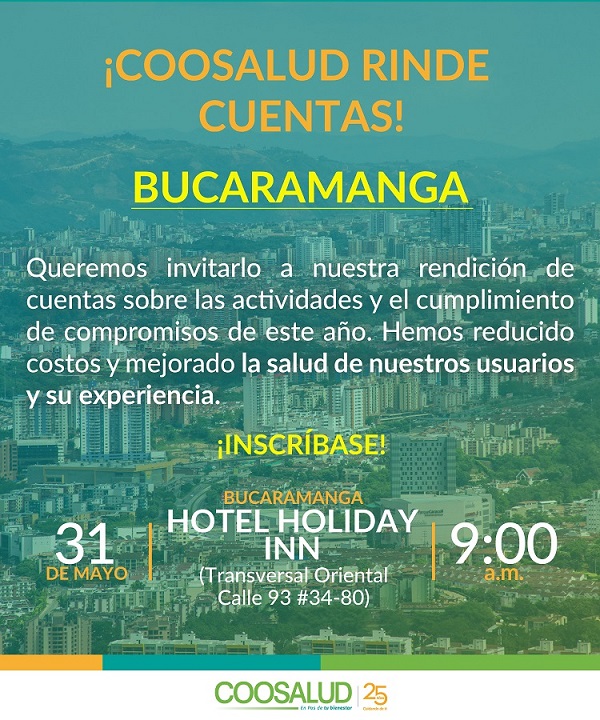 ¡COOSALUD RINDE
CUENTAS!
BUCARAMANGA
Queremos invitarlo a nuestra rendición de
cuentas sobre las actividades y el cumplimiento
de compromisos de este año. Hemos reducido
costos y mejorado la salud de nuestros usuarios
y su experiencia.
¡INSCRÍBASE!
31
DE MAYO
BUCARAMANGA
HOTEL HOLIDAY
INN
(Transversal Oriental
Calle 93 #34-80)
9:00
a.m.
COOSALUD
En Pos de tu bienestar
25